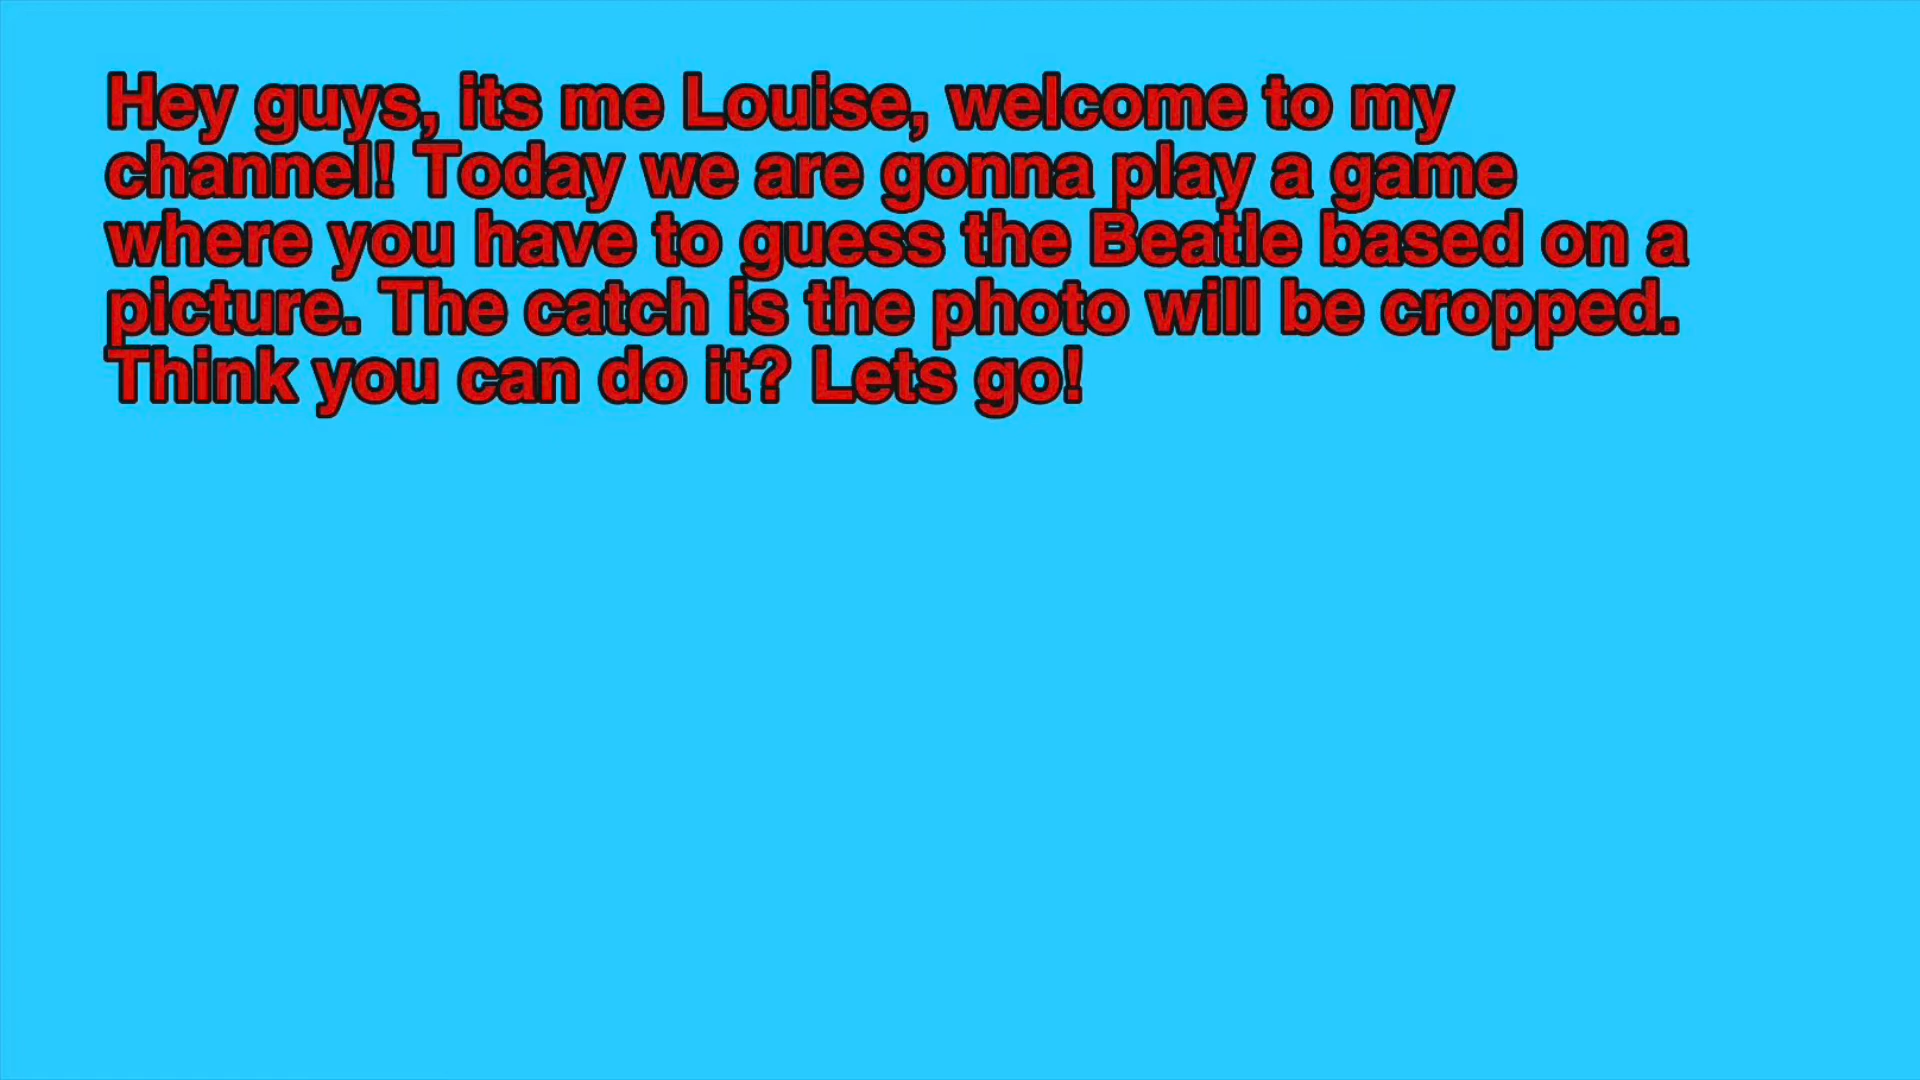 Hey guys, its me Louise, welcome to my
channel! Today we are gonna play a game
where you have to guess the Beatle based on a
picture. The catch is the photo will be cropped.
Think you can do it? Lets go!